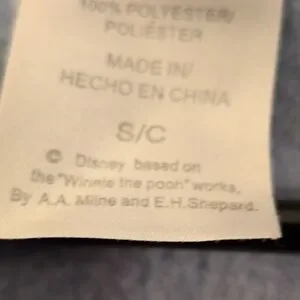 100% POLYESTER/
POLIÉSTER
MADE IN/
HECHO EN CHINA
S/C
© Disney based on
the "Winnie the pooh" works,
By A.A. Milne and E.H. Shepard.